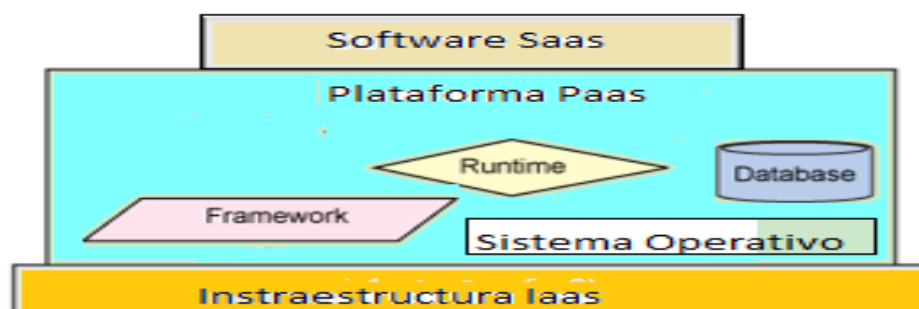 Software Saas
Plataforma Paas
Runtime
Database
Framework
Sistema Operativo
Instraestructura Iaas